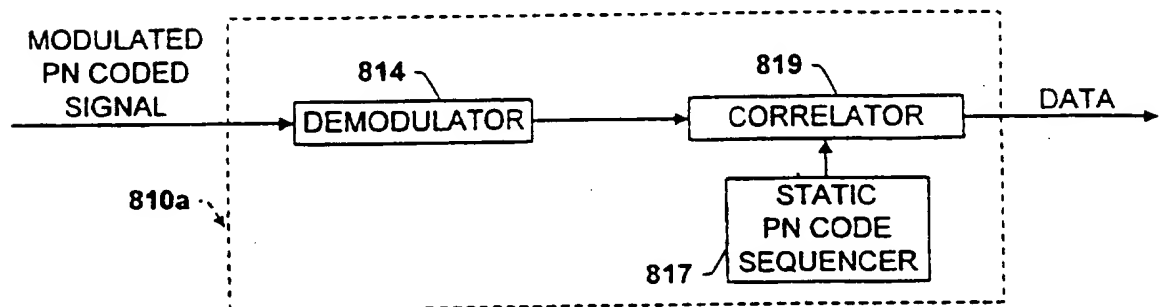 MODULATED
PN CODED
SIGNAL
814
DEMODULATOR
819
CORRELATOR
DATA
810a
STATIC
PN CODE
SEQUENCER
817